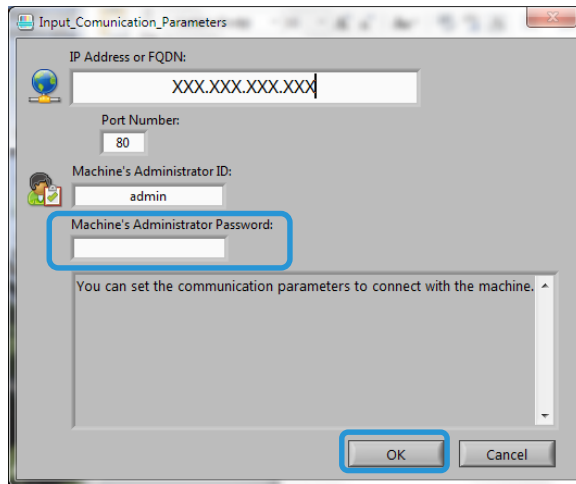 Input_Comunication_Parameters
IP Address or FQDN:
XXX.XXX.XXX.XXX
Port Number:
80
Machine's Administrator ID:
admin
Machine's Administrator Password:
You can set the communication parameters to connect with the machine.
OK
Cancel